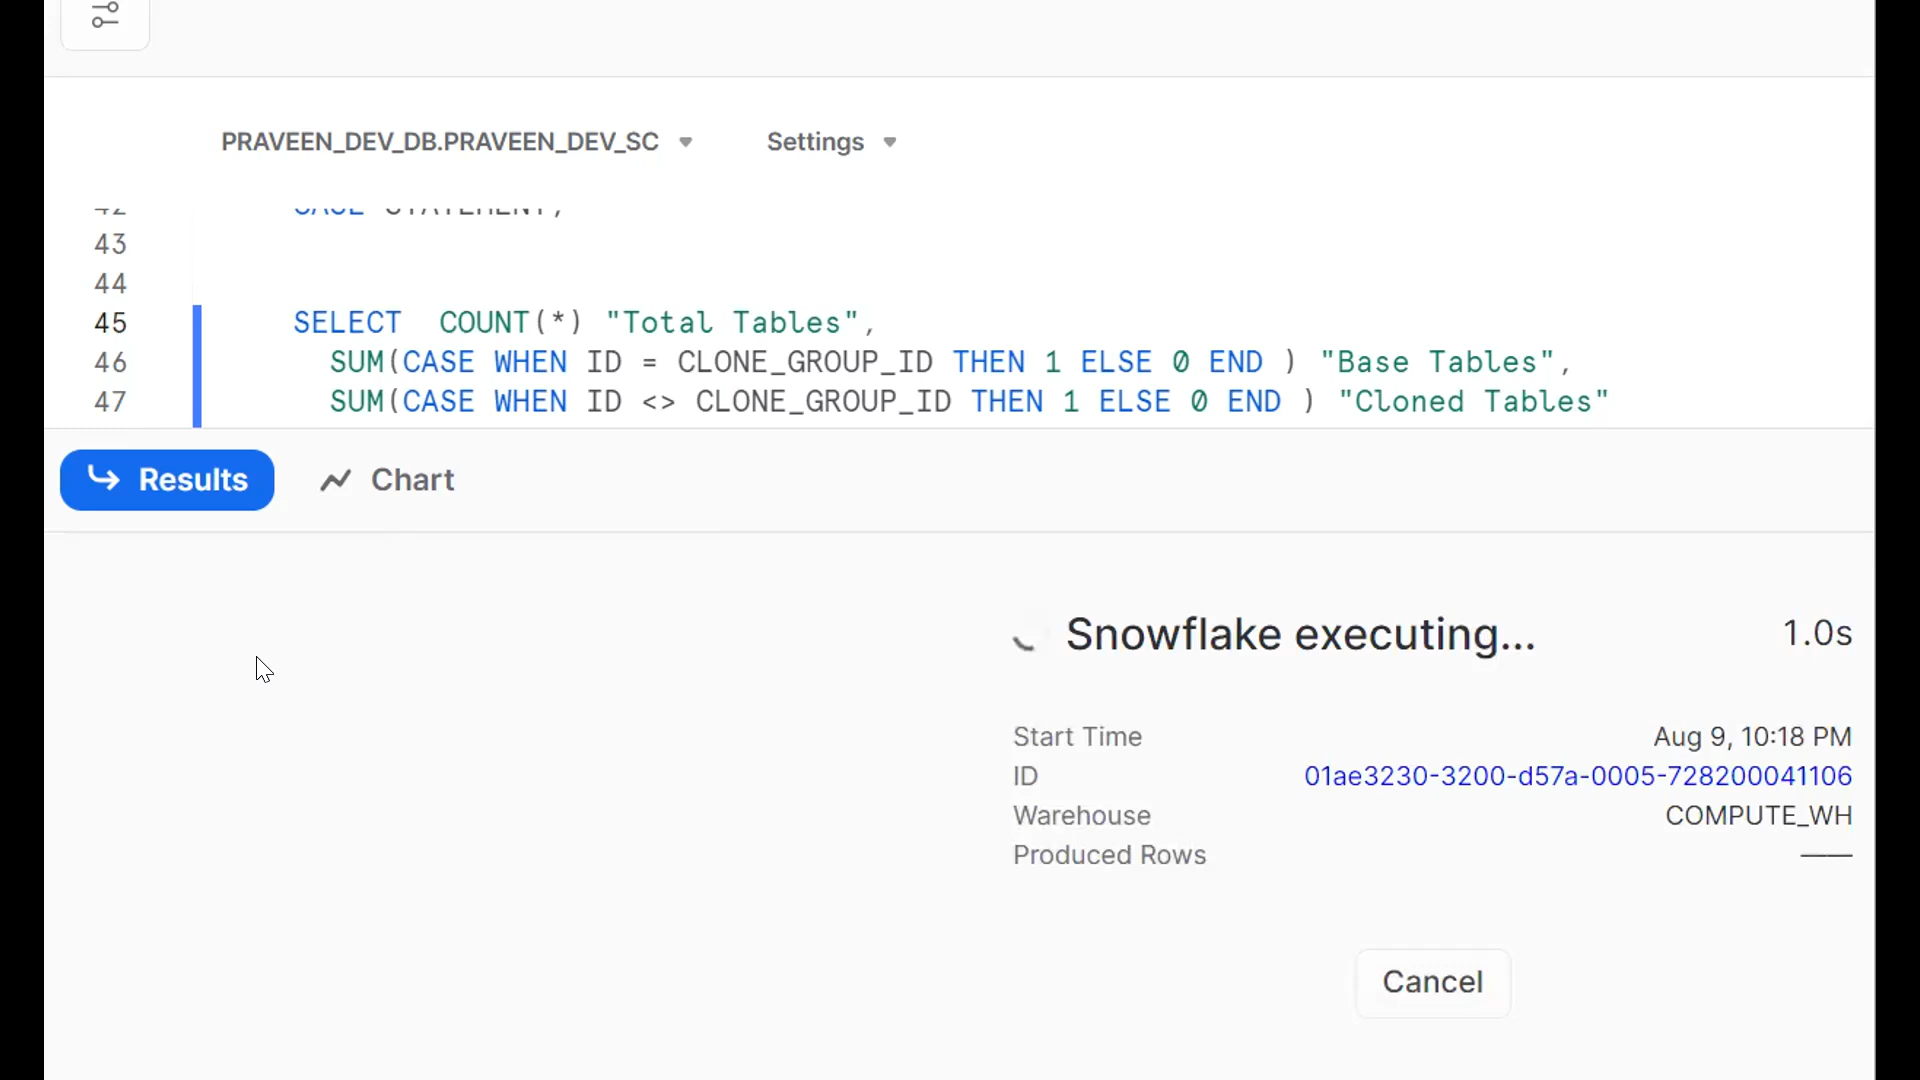 PRAVEEN_DEV_DB.PRAVEEN_DEV_SC
Settings
42 CASE STATEMENT,
43
44
45 SELECT  COUNT(*) "Total Tables",
46 SUM(CASE WHEN ID = CLONE_GROUP_ID THEN 1 ELSE 0 END ) "Base Tables",
47 SUM(CASE WHEN ID <> CLONE_GROUP_ID THEN 1 ELSE 0 END ) "Cloned Tables"
Results
Chart
Snowflake executing... 1.0s
Start Time Aug 9, 10:18 PM
ID 01ae3230-3200-d57a-0005-728200041106
Warehouse COMPUTE_WH
Produced Rows
Cancel